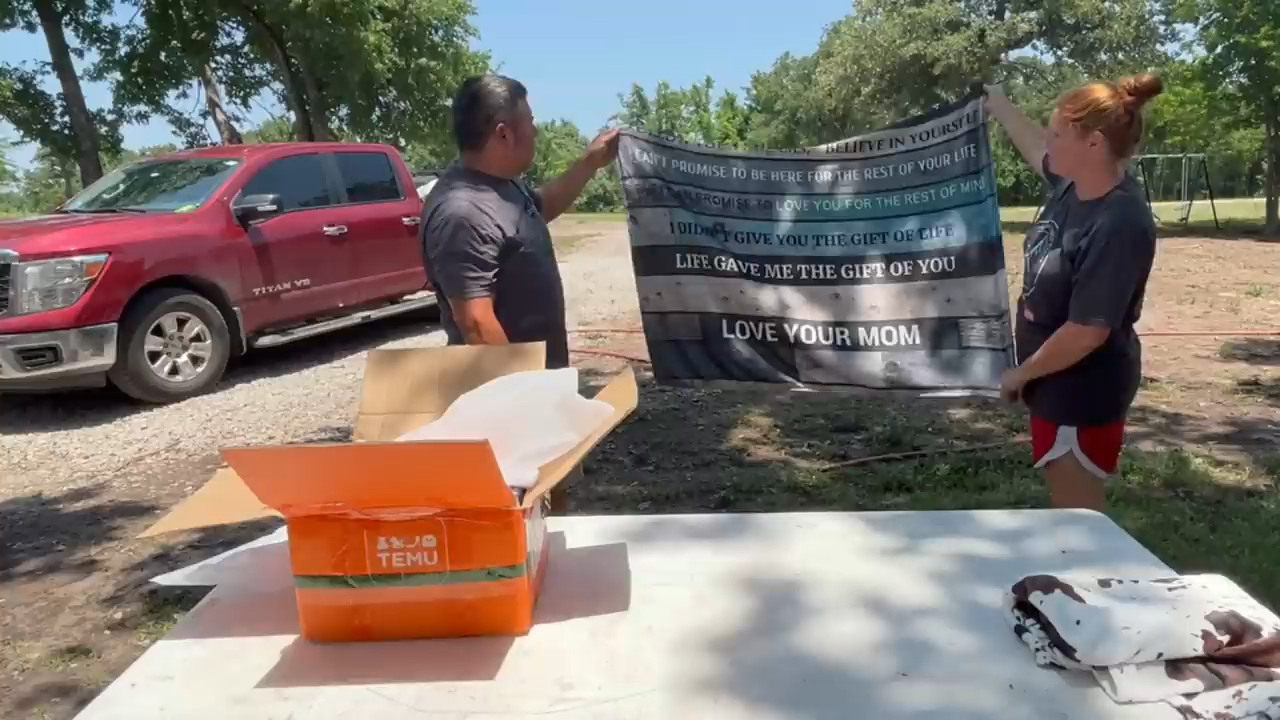 BELIEVE IN YOURSELF
CAN'T PROMISE TO BE HERE FOR THE REST OF YOUR LIFE
PROMISE TO LOVE YOU FOR THE REST OF MINE
I DIDN'T GIVE YOU THE GIFT OF LIFE
LIFE GAVE ME THE GIFT OF YOU
LOVE YOUR MOM
TITAN V8
TEMU